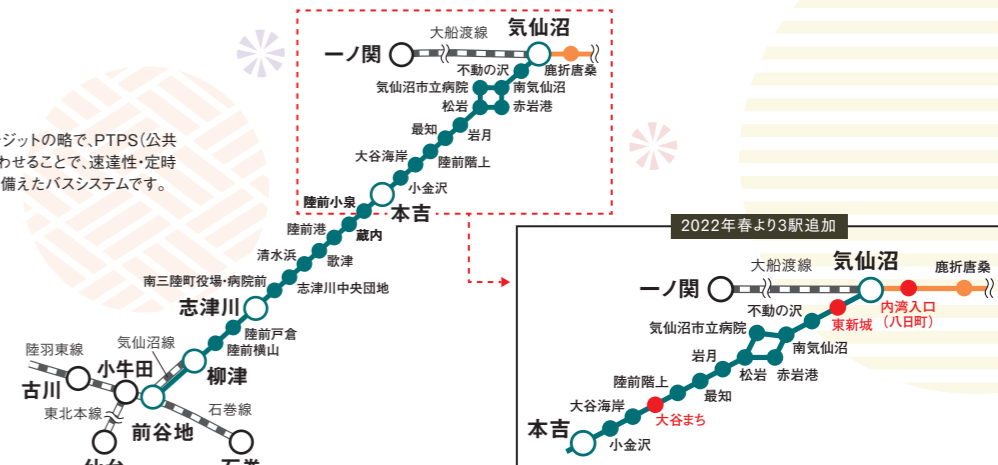 ジットの略で、PTPS(公共
わせることで、速達性・定時
備えたバスシステムです。
大船渡線
気仙沼
一ノ関
不動の沢
鹿折唐桑
気仙沼市立病院
南気仙沼
松岩
赤岩港
最知
岩月
大谷海岸
陸前階上
小金沢
陸前小泉
本吉
陸前港
蔵内
清水浜
歌津
南三陸町役場・病院前
志津川中央団地
志津川
陸前戸倉
陸前横山
気仙沼線
陸羽東線
小牛田
柳津
古川
東北本線
石巻線
前谷地
仙台
石巻
2022年春より3駅追加
大船渡線
気仙沼
鹿折唐桑
一ノ関
内湾入口
(八日町)
不動の沢
東新城
気仙沼市立病院
南気仙沼
岩月
松岩
赤岩港
陸前階上
最知
大谷海岸
大谷まち
本吉
小金沢